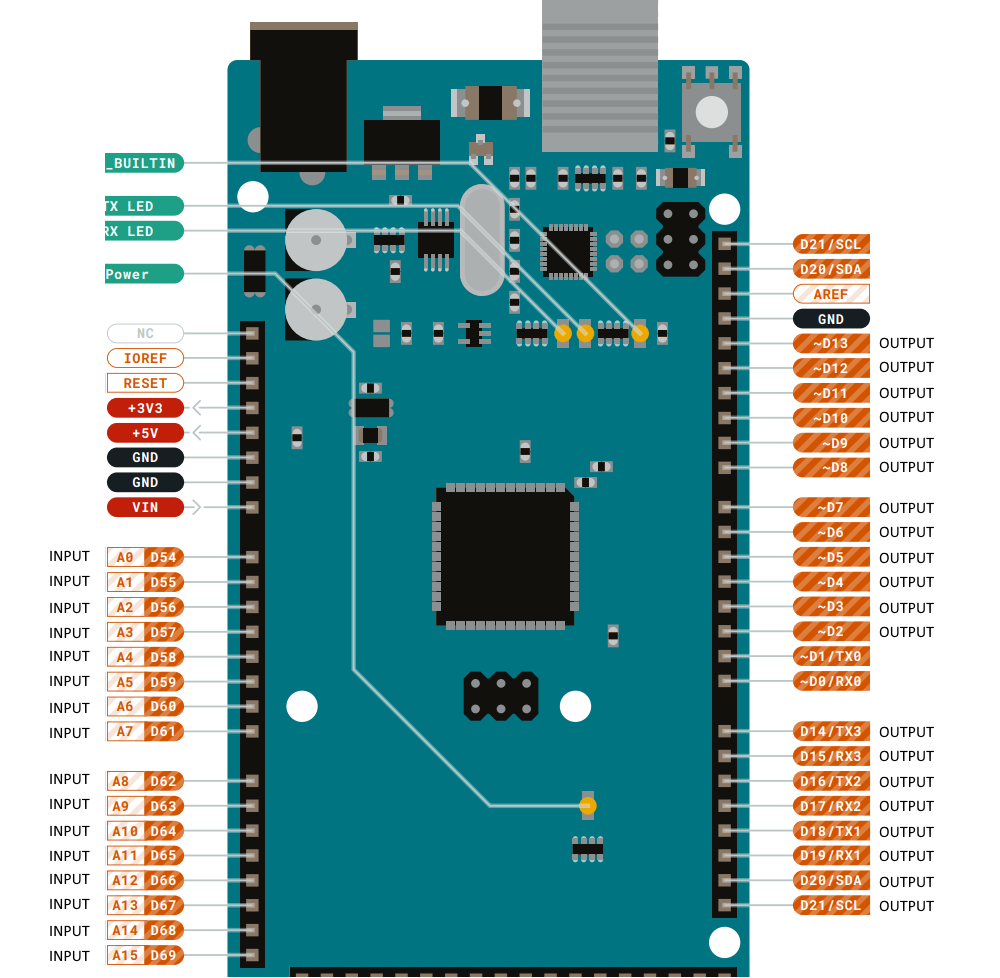 _BUILTIN
TX LED
RX LED
Power
NC
IOREF
RESET
+3V3
+5V
GND
GND
VIN
INPUT A0 D54
INPUT A1 D55
INPUT A2 D56
INPUT A3 D57
INPUT A4 D58
INPUT A5 D59
INPUT A6 D60
INPUT A7 D61
INPUT A8 D62
INPUT A9 D63
INPUT A10 D64
INPUT A11 D65
INPUT A12 D66
INPUT A13 D67
INPUT A14 D68
INPUT A15 D69
D21/SCL
D20/SDA
AREF
GND
~D13 OUTPUT
~D12 OUTPUT
~D11 OUTPUT
~D10 OUTPUT
~D9 OUTPUT
~D8 OUTPUT
~D7 OUTPUT
~D6 OUTPUT
~D5 OUTPUT
~D4 OUTPUT
~D3 OUTPUT
~D2 OUTPUT
~D1/TX0
~D0/RX0
D14/TX3 OUTPUT
D15/RX3 OUTPUT
D16/TX2 OUTPUT
D17/RX2 OUTPUT
D18/TX1 OUTPUT
D19/RX1 OUTPUT
D20/SDA OUTPUT
D21/SCL OUTPUT